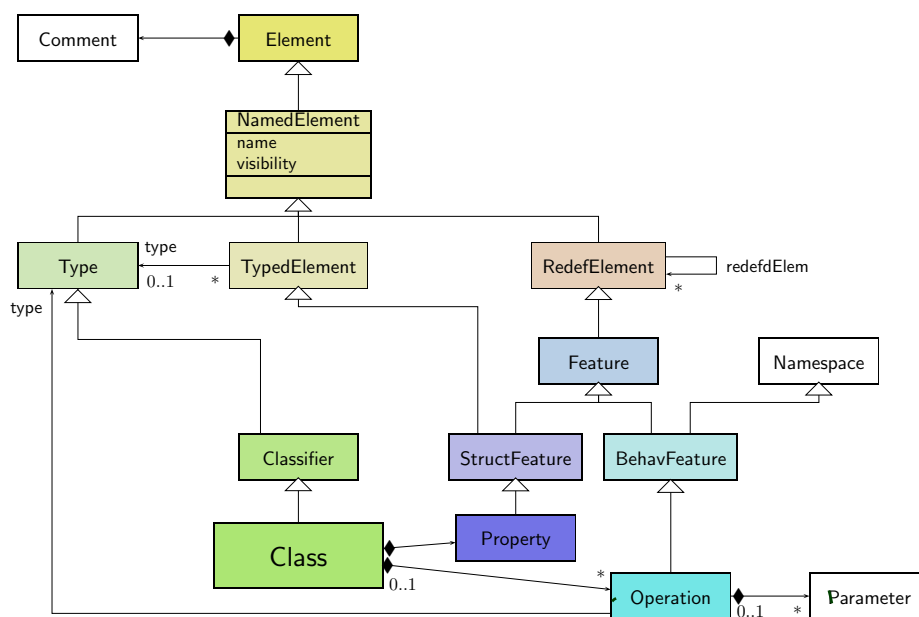 Comment
Element
NamedElement
name
visibility
type
Type
TypedElement
RedefElement
redefdElem
0..1
*
*
type
Feature
Namespace
Classifier
StructFeature
BehavFeature
Class
Property
0..1
*
Operation
Parameter
0..1
*